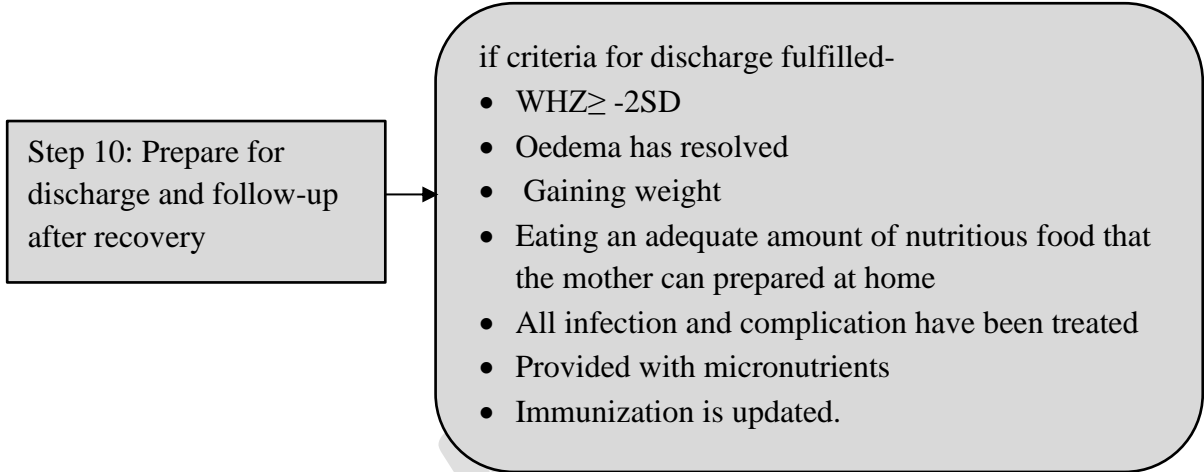 Step 10: Prepare for
discharge and follow-up
after recovery
if criteria for discharge fulfilled-
• WHZ≥ -2SD
• Oedema has resolved
• Gaining weight
• Eating an adequate amount of nutritious food that
the mother can prepared at home
• All infection and complication have been treated
• Provided with micronutrients
• Immunization is updated.